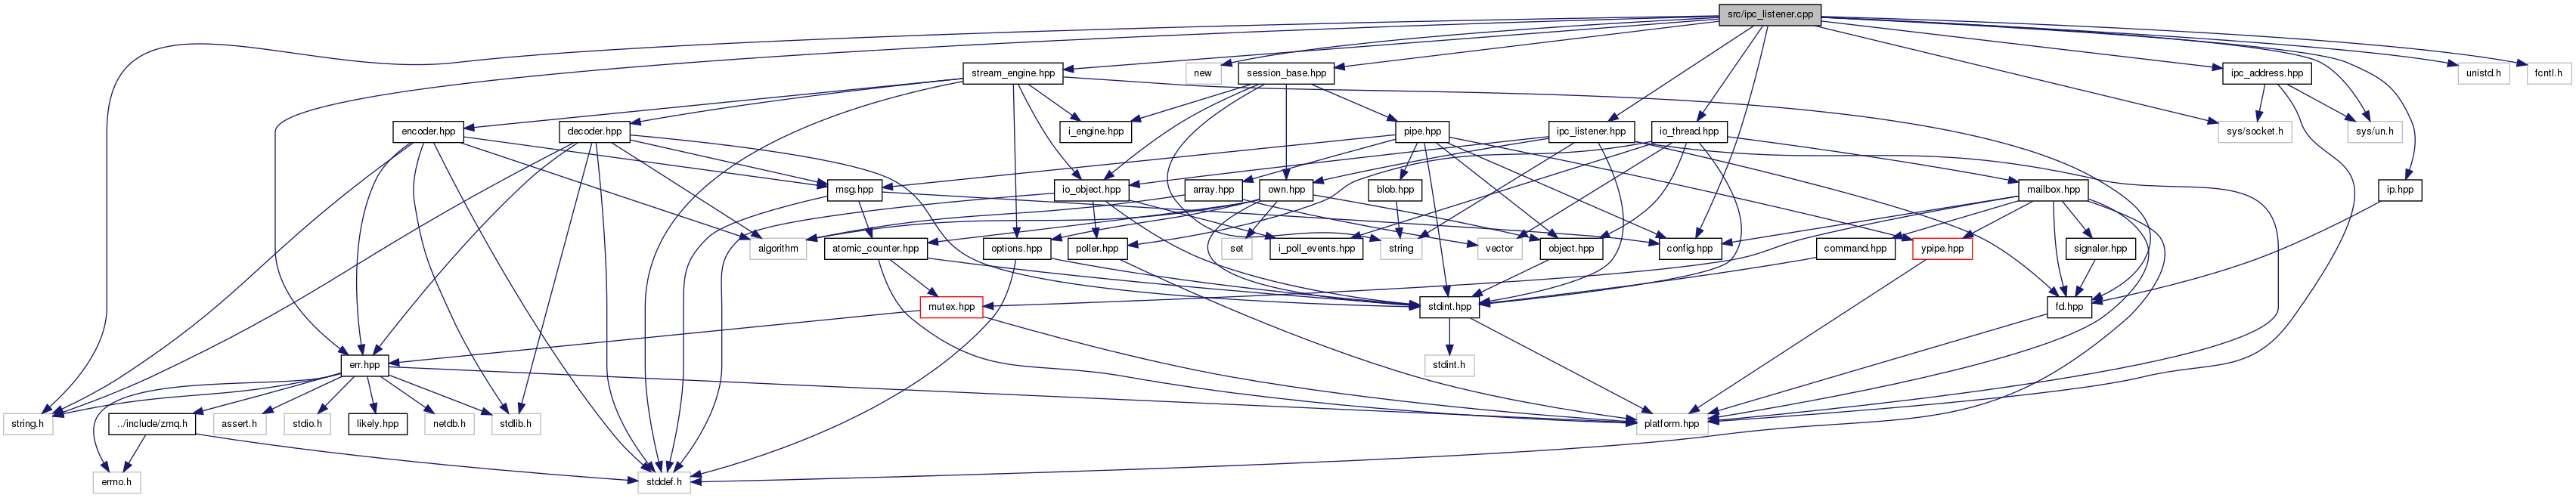 src/ipc_listener.cpp
stream_engine.hpp
new
session_base.hpp
ipc_address.hpp
unistd.h
fcntl.h
encoder.hpp
decoder.hpp
i_engine.hpp
pipe.hpp
ipc_listener.hpp
io_thread.hpp
sys/socket.h
sys/un.h
msg.hpp
io_object.hpp
array.hpp
own.hpp
blob.hpp
mailbox.hpp
ip.hpp
algorithm
atomic_counter.hpp
options.hpp
poller.hpp
set
i_poll_events.hpp
string
vector
object.hpp
config.hpp
command.hpp
ypipe.hpp
signaler.hpp
mutex.hpp
stdint.hpp
fd.hpp
err.hpp
stdint.h
string.h
../include/zmq.h
assert.h
stdio.h
likely.hpp
netdb.h
stdlib.h
platform.hpp
errno.h
stddef.h